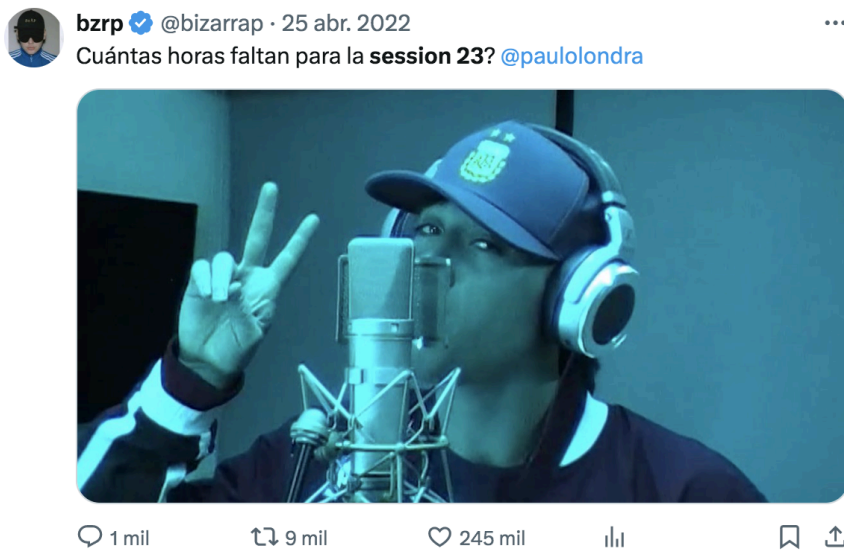 bzrp @bizarrap · 25 abr. 2022
Cuántas horas faltan para la session 23? @paulolondra
1 mil 9 mil 245 mil